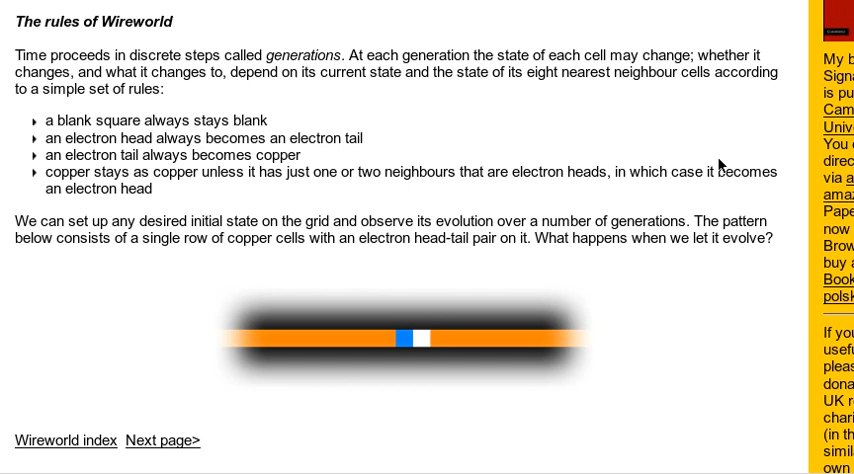 The rules of Wireworld
Time proceeds in discrete steps called generations. At each generation the state of each cell may change; whether it
changes, and what it changes to, depend on its current state and the state of its eight nearest neighbour cells according
to a simple set of rules:
a blank square always stays blank
an electron head always becomes an electron tail
an electron tail always becomes copper
copper stays as copper unless it has just one or two neighbours that are electron heads, in which case it becomes
an electron head
We can set up any desired initial state on the grid and observe its evolution over a number of generations. The pattern
below consists of a single row of copper cells with an electron head-tail pair on it. What happens when we let it evolve?
Wireworld index Next page>
My b
Signa
is pu
Cam
Univ
You
direc
via a
amaz
Pape
now
Brow
buy a
Book
polsk
If you
usefu
pleas
dona
UK r
chari
(in th
simil
own